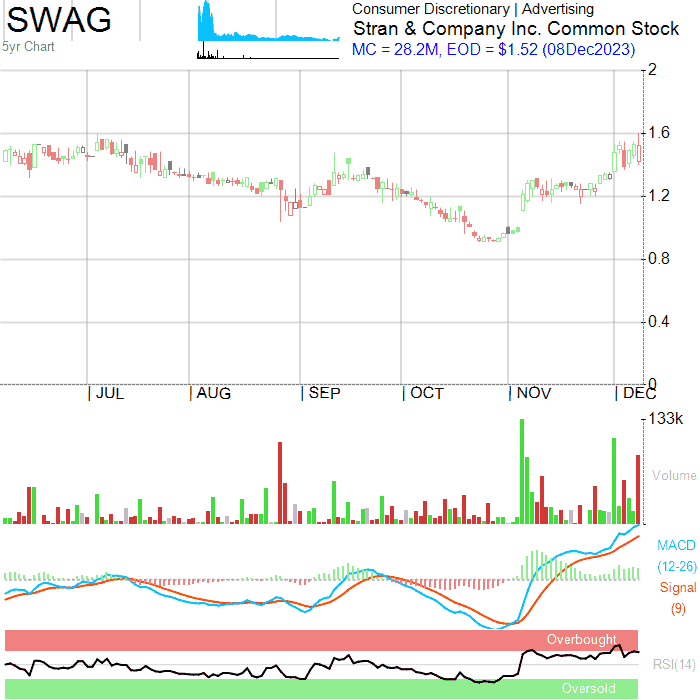 SWAG
5yr Chart
Consumer Discretionary | Advertising
Stran & Company Inc. Common Stock
MC = 28.2M, EOD = $1.52 (08Dec2023)
2
1.6
1.2
0.8
0.4
0
| JUL | AUG | SEP | OCT | NOV | DEC
133k
Volume
MACD
(12-26)
Signal
(9)
Overbought
RSI(14)
Oversold